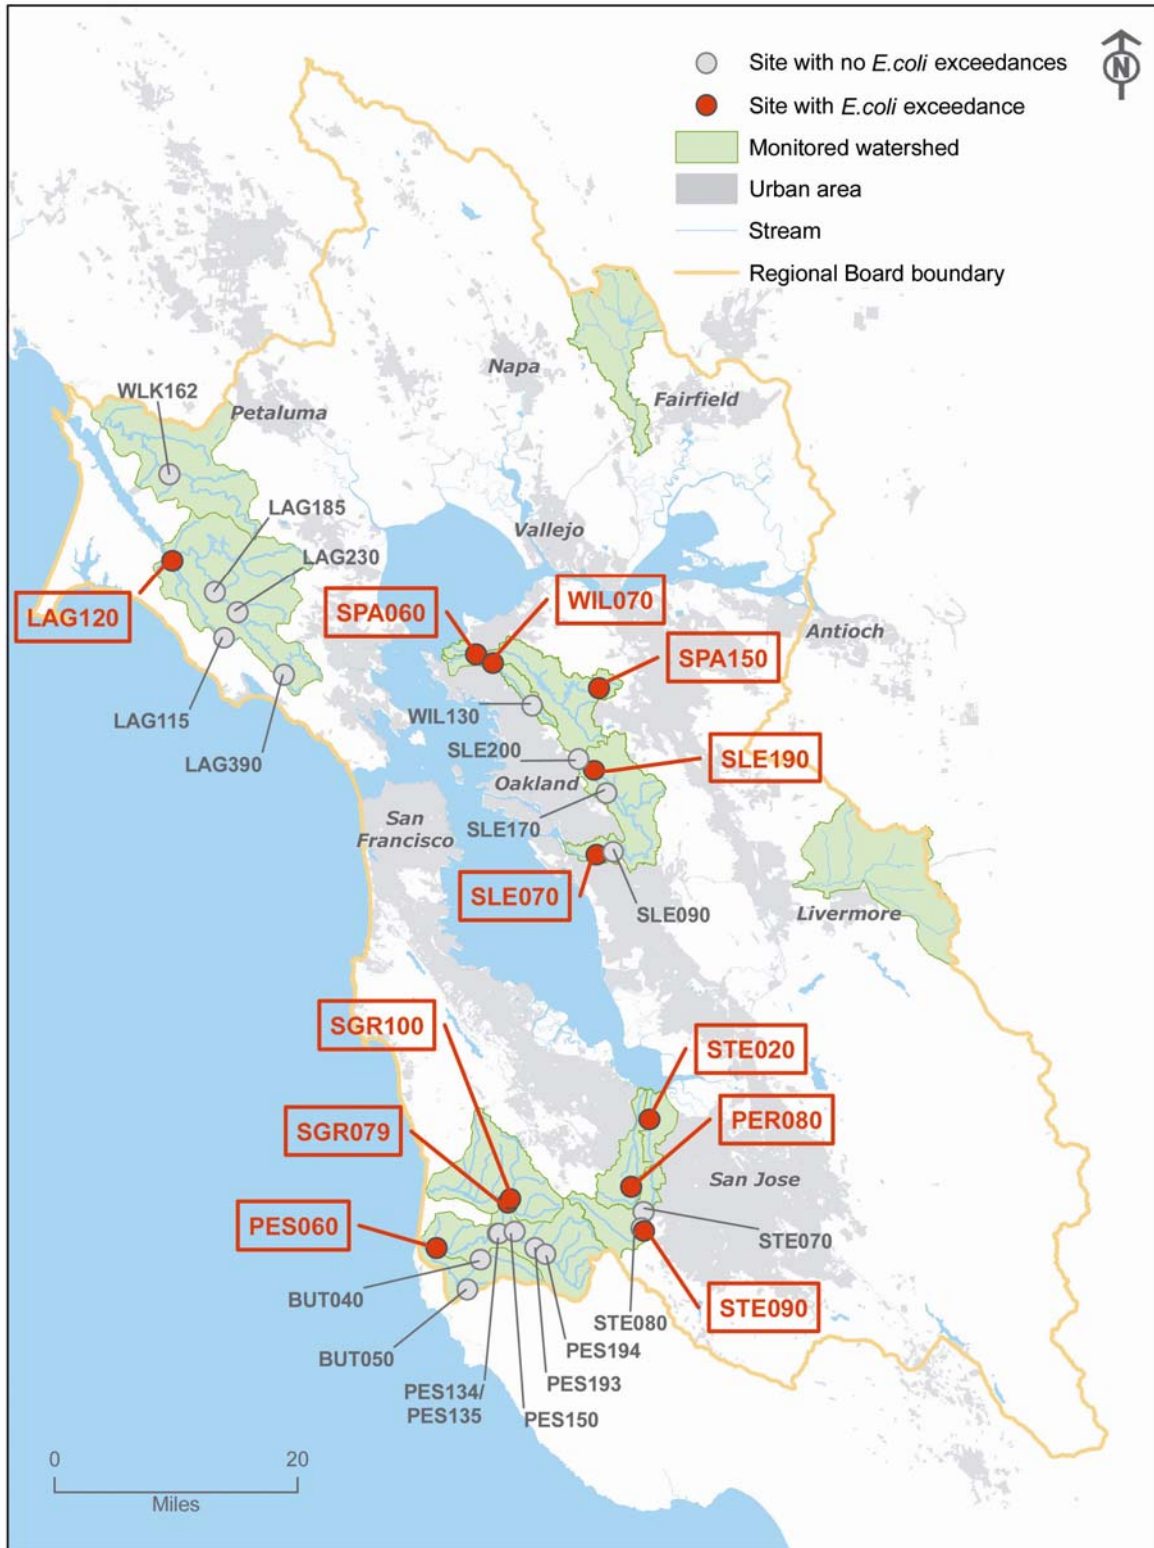 Site with no E.coli exceedances
N
Site with E.coli exceedance
Monitored watershed
Urban area
Stream
Regional Board boundary
Napa
WLK162
Petaluma
Fairfield
LAG185
Vallejo
LAG230
LAG120
SPA060
WIL070
Antioch
SPA150
LAG115
WIL130
LAG390
SLE200
SLE190
Oakland
San
Francisco
SLE170
SLE070
SLE090
Livermore
SGR100
STE020
SGR079
PER080
San Jose
PES060
STE070
BUT040
STE090
STE080
BUT050
PES194
PES193
PES134/
PES135
PES150
0
20
Miles